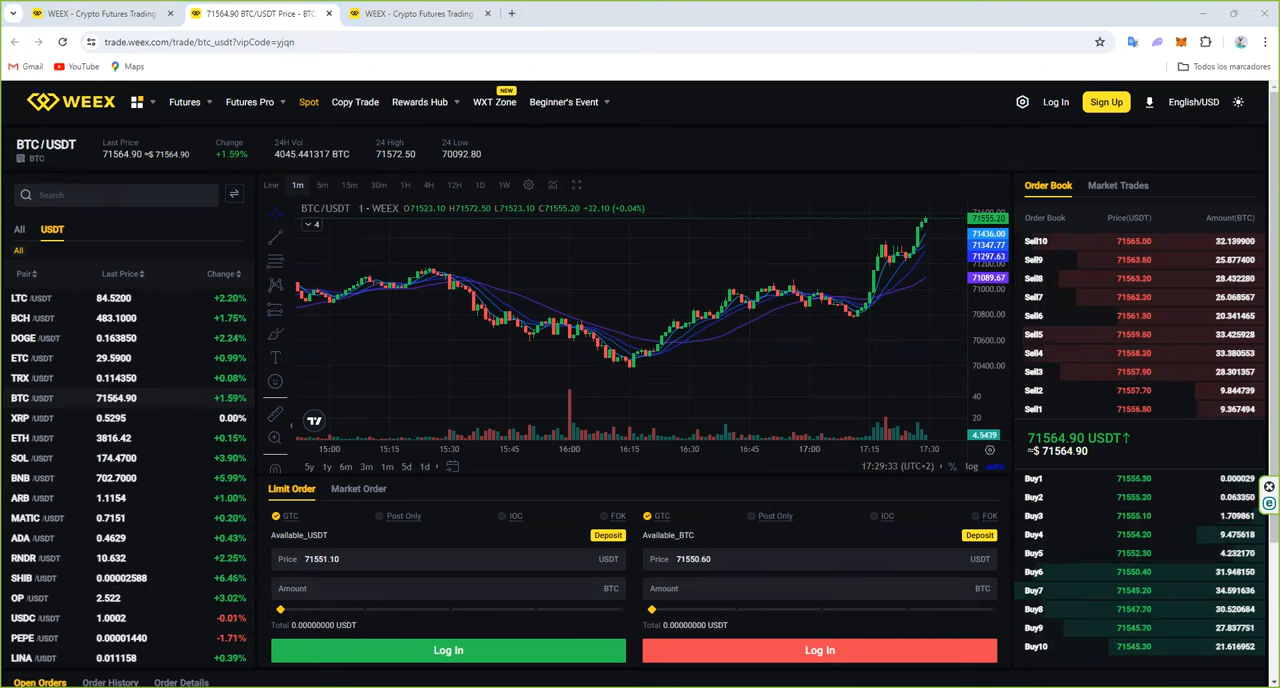 WEEX - Crypto Futures Trading
71564.90 BTC/USDT Price - BTC
WEEX - Crypto Futures Trading
trade.weex.com/trade/btc_usdt?vipCode=yjqn
Gmail YouTube Maps Todos los marcadores
WEEX Futures Futures Pro Spot Copy Trade Rewards Hub WXT Zone NEW Beginner's Event Log In Sign Up English/USD
BTC/USDT
BTC
Last Price Change 24H Vol 24 High 24 Low
71564.90 ≈$ 71564.90 +1.59% 4045.441317 BTC 71572.50 70092.80
Search
All USDT
All
Pair Last Price Change
LTC /USDT 84.5200 +2.20%
BCH /USDT 483.1000 +1.75%
DOGE /USDT 0.163850 +2.24%
ETC /USDT 29.5900 +0.99%
TRX /USDT 0.114350 +0.08%
BTC /USDT 71564.90 +1.59%
XRP /USDT 0.5295 0.00%
ETH /USDT 3816.42 +0.15%
SOL /USDT 174.4700 +3.90%
BNB /USDT 702.7000 +5.99%
ARB /USDT 1.1154 +1.00%
MATIC /USDT 0.7151 +0.20%
ADA /USDT 0.4629 +0.43%
RNDR /USDT 10.632 +2.25%
SHIB /USDT 0.00002588 +6.46%
OP /USDT 2.522 +3.02%
USDC /USDT 1.0002 -0.01%
PEPE /USDT 0.00001440 -1.71%
LINA /USDT 0.011158 +0.39%
Line 1m 5m 15m 30m 1H 4H 12H 1D 1W
BTC/USDT · 1 · WEEX O71523.10 H71572.50 L71523.10 C71555.20 +32.10 (+0.04%)
4
71555.20
71436.00
71347.77
71297.63
71200.00
71089.67
71000.00
70800.00
70600.00
70400.00
40
20
4.5439
15:00 15:15 15:30 15:45 16:00 16:15 16:30 16:45 17:00 17:15 17:30
5y 1y 6m 3m 1m 5d 1d 17:29:33 (UTC+2) % log auto
Limit Order Market Order
GTC Post Only IOC FOK
Available_USDT Deposit
Price 71551.10 USDT
Amount BTC
Total 0.00000000 USDT
Log In
GTC Post Only IOC FOK
Available_BTC Deposit
Price 71550.60 USDT
Amount BTC
Total 0.00000000 USDT
Log In
Order Book Market Trades
Order Book Price(USDT) Amount(BTC)
Sell10 71565.00 32.139900
Sell9 71563.60 25.877400
Sell8 71563.20 28.432280
Sell7 71562.20 26.068567
Sell6 71561.30 20.341465
Sell5 71559.60 33.425928
Sell4 71558.20 33.380553
Sell3 71557.90 28.301357
Sell2 71557.70 9.844739
Sell1 71556.80 9.367494
71564.90 USDT↑
≈$ 71564.90
Buy1 71555.30 0.000029
Buy2 71555.20 0.063350
Buy3 71555.10 1.709861
Buy4 71554.20 9.475618
Buy5 71552.30 4.232170
Buy6 71550.40 31.948150
Buy7 71549.20 34.591636
Buy8 71547.70 30.520684
Buy9 71545.70 27.837751
Buy10 71545.30 21.616952
Open Orders Order History Order Details